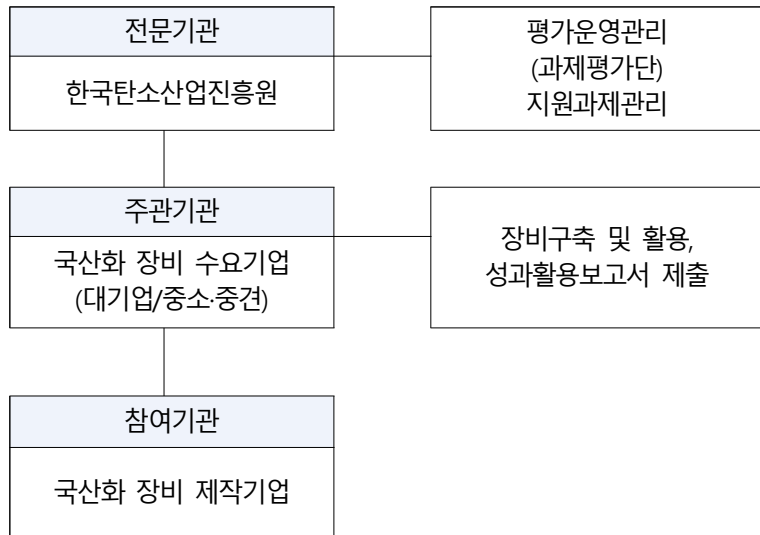 전문기관
한국탄소산업진흥원
평가운영관리
(과제평가단)
지원과제관리
주관기관
국산화 장비 수요기업
(대기업/중소·중견)
장비구축 및 활용,
성과활용보고서 제출
참여기관
국산화 장비 제작기업